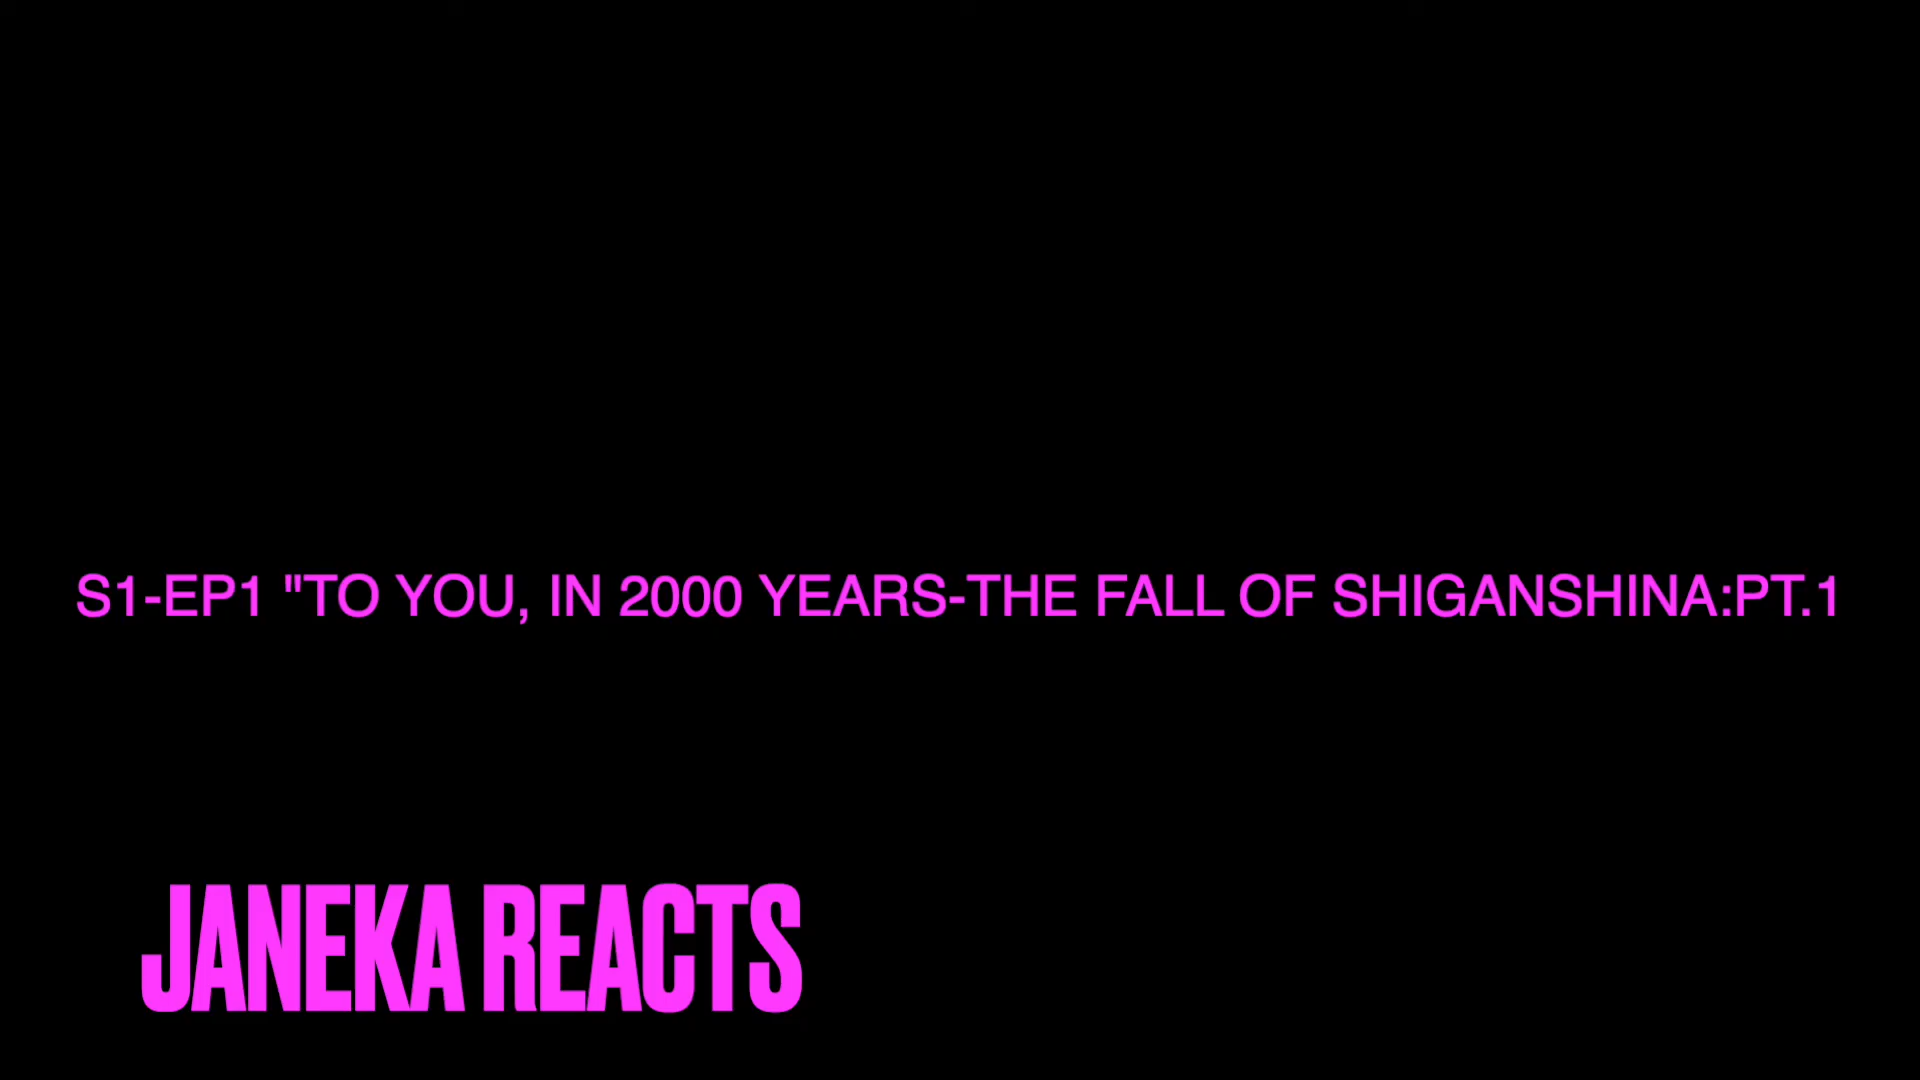 S1-EP1 "TO YOU, IN 2000 YEARS-THE FALL OF SHIGANSHINA:PT.1
JANEKA REACTS